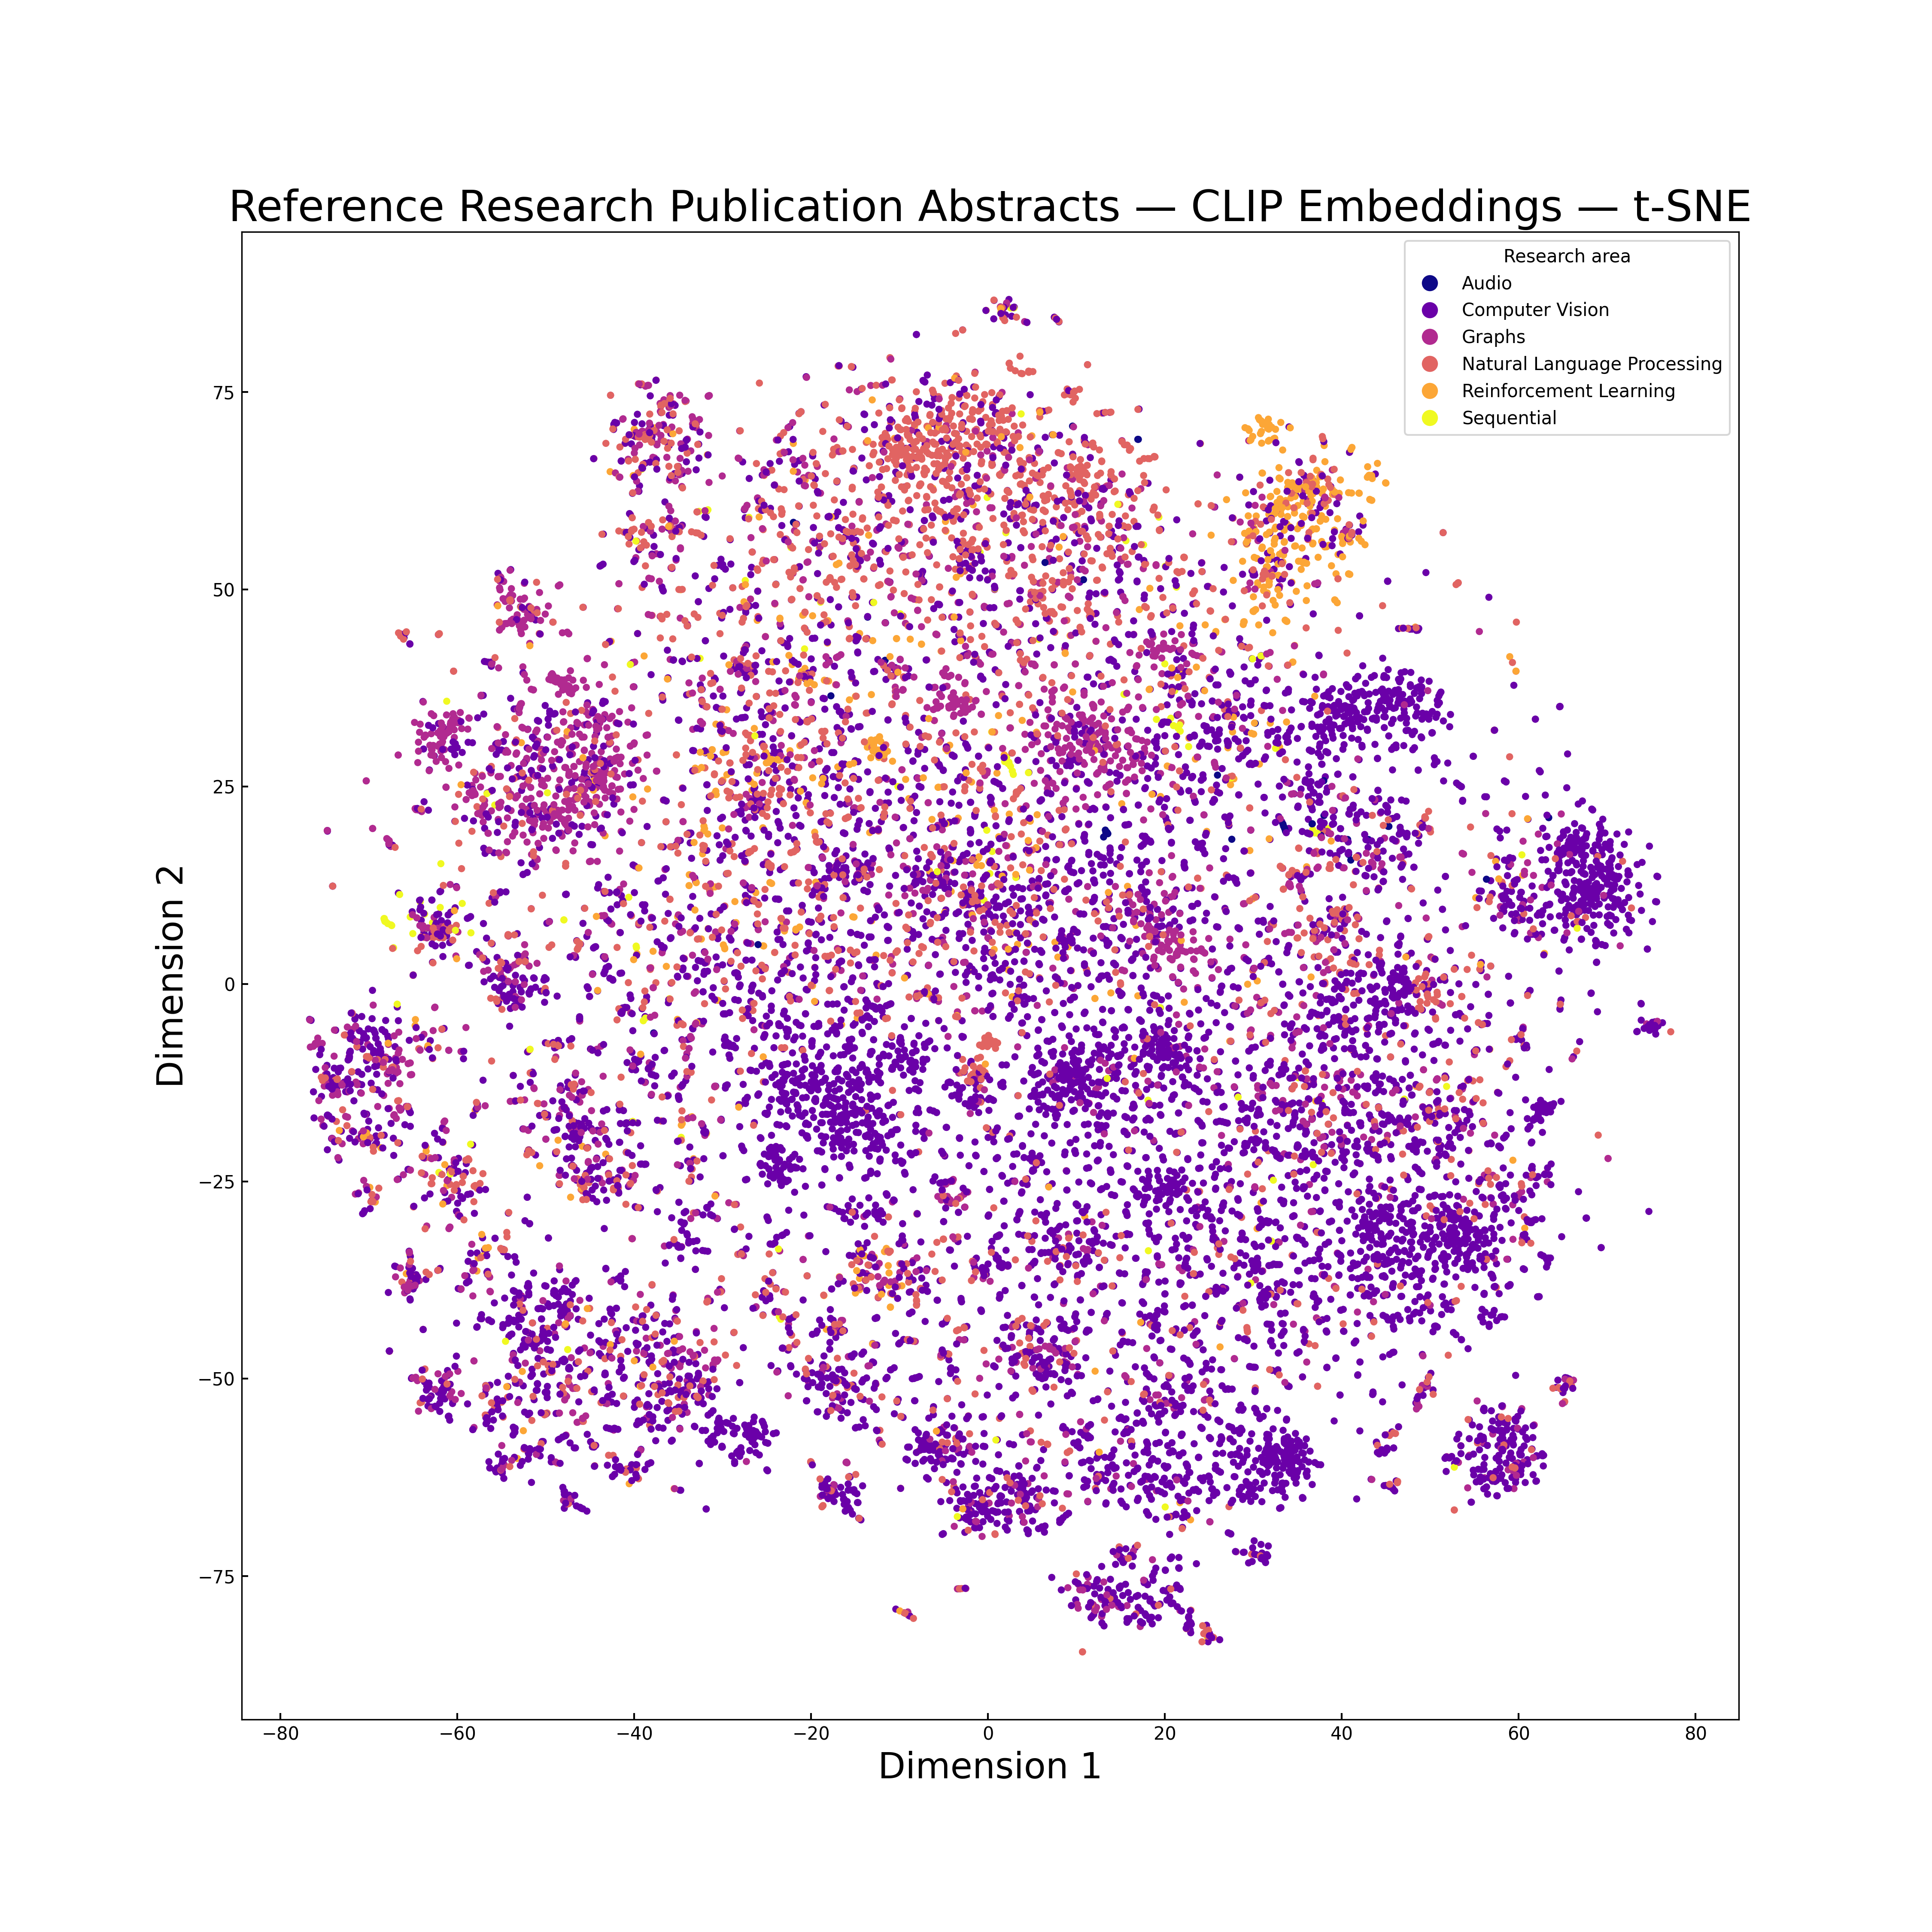 Reference Research Publication Abstracts — CLIP Embeddings — t-SNE
Research area
Audio
Computer Vision
Graphs
Natural Language Processing
Reinforcement Learning
Sequential
75
50
25
0
−25
−50
−75
Dimension 2
−80 −60 −40 −20 0 20 40 60 80
Dimension 1